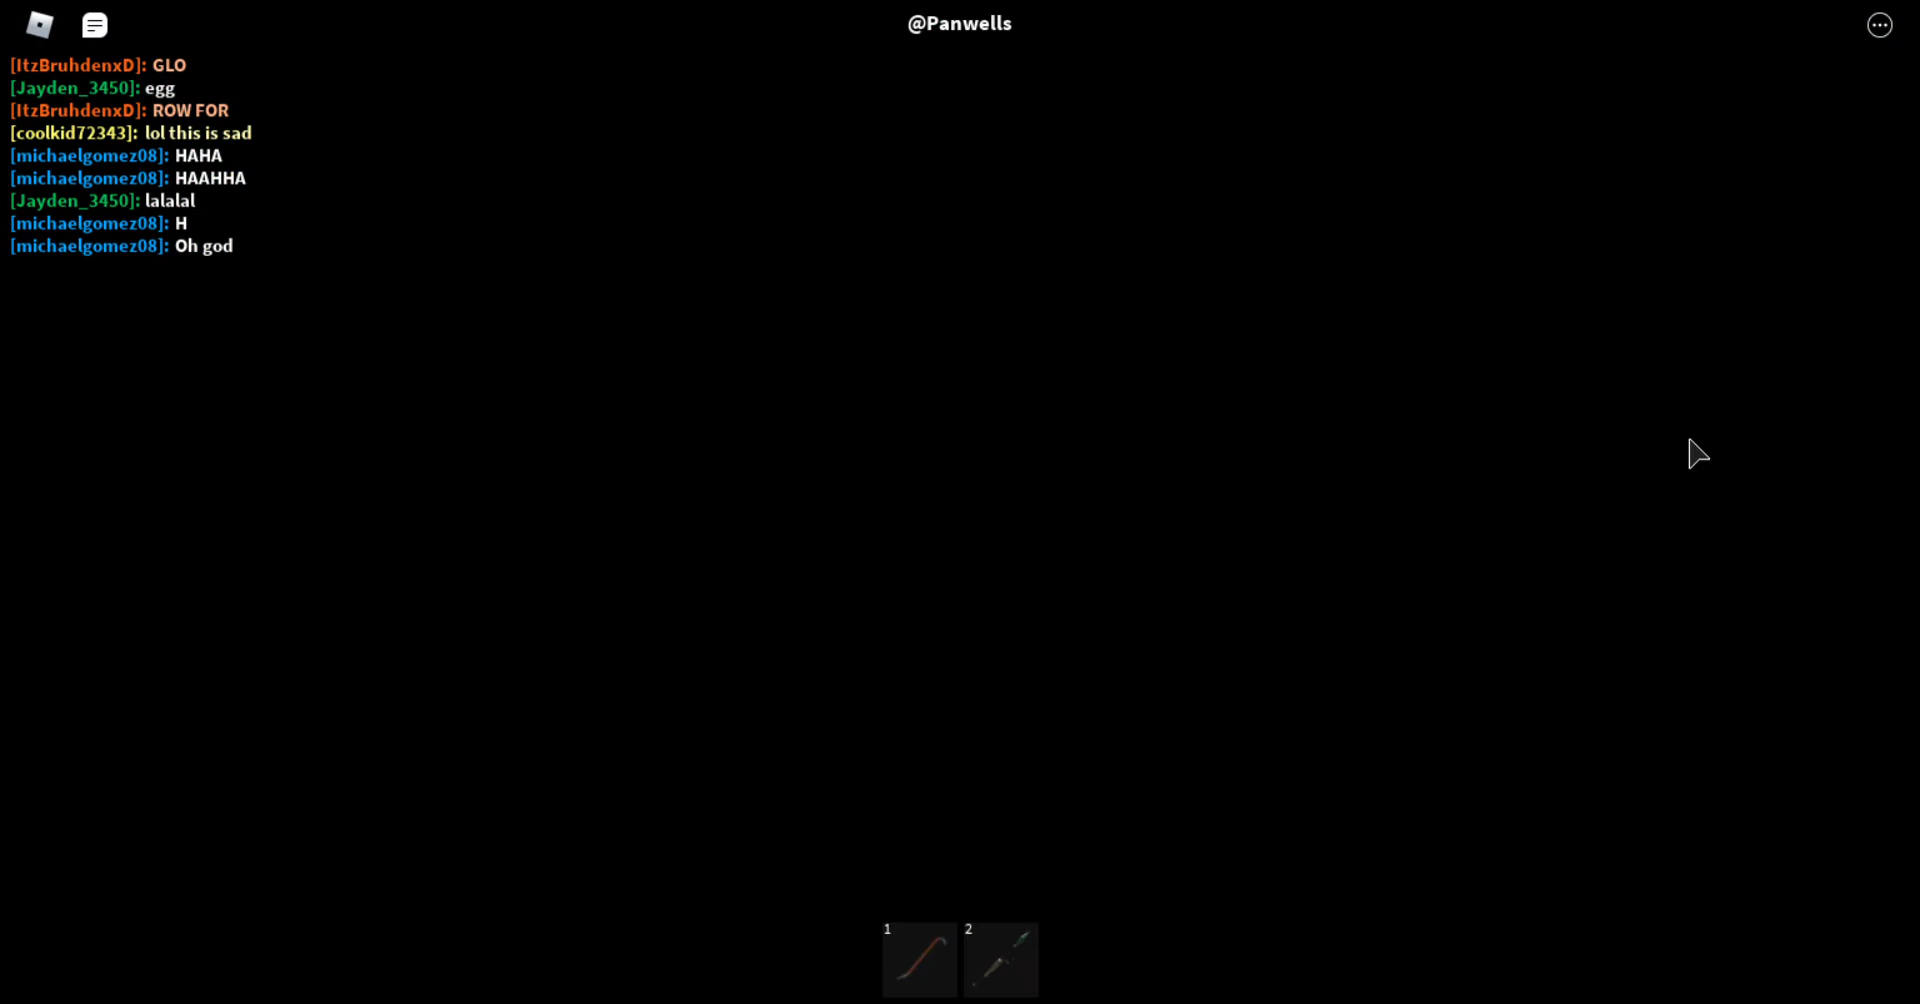 @Panwells
[ItzBruhdenxD]: GLO
[Jayden_3450]: egg
[ItzBruhdenxD]: ROW FOR
[coolkid72343]: lol this is sad
[michaelgomez08]: HAHA
[michaelgomez08]: HAAHHA
[Jayden_3450]: lalalal
[michaelgomez08]: H
[michaelgomez08]: Oh god
1
2